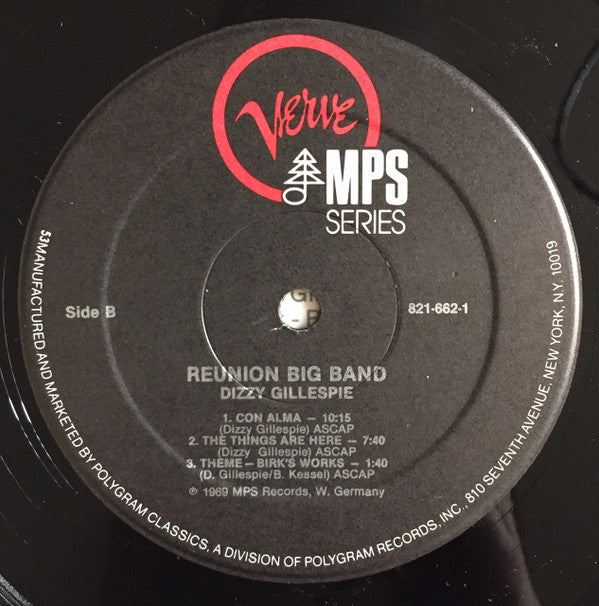 Verve
MPS
SERIES
Side B
821-662-1
REUNION BIG BAND
DIZZY GILLESPIE
1. CON ALMA — 10:15
(Dizzy Gillespie) ASCAP
2. THE THINGS ARE HERE — 7:40
(Dizzy Gillespie) ASCAP
3. THEME — BIRK'S WORKS — 1:40
(D. Gillespie/B. Kessel) ASCAP
℗ 1969 MPS Records, W. Germany
53MANUFACTURED AND MARKETED BY POLYGRAM CLASSICS, A DIVISION OF POLYGRAM RECORDS, INC., 810 SEVENTH AVENUE, NEW YORK, N.Y. 10019